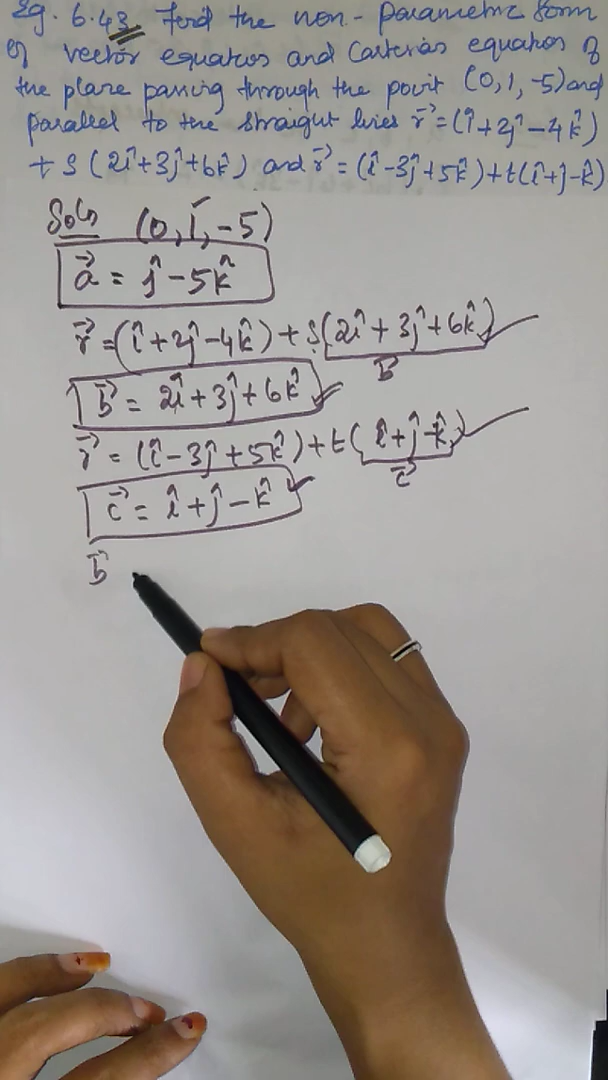 Eg. 6.43. Find the non-parametric form
of vector equation and Cartesian equation of
the plane passing through the point (0,1,-5) and
parallel to the straight lines r⃗ = (î+2ĵ-4k̂)
+ s(2î+3ĵ+6k̂) and r⃗ = (î-3ĵ+5k̂)+t(î+ĵ-k̂)
Soln (0,1,-5)
a⃗ = ĵ-5k̂
r⃗ = (î+2ĵ-4k̂) + s(2î+3ĵ+6k̂)
b⃗
b⃗ = 2î+3ĵ+6k̂
r⃗ = (î-3ĵ+5k̂)+t(î+ĵ-k̂)
c⃗
c⃗ = î+ĵ-k̂
b⃗